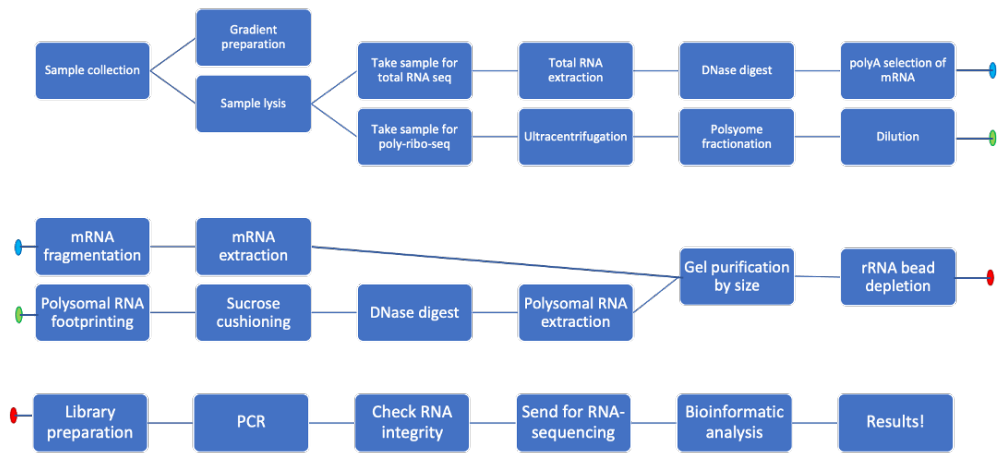 Gradient
preparation
Sample collection
Sample lysis
Take sample for
total RNA seq
Total RNA
extraction
DNase digest
polyA selection of
mRNA
Take sample for
poly-ribo-seq
Ultracentrifugation
Polsyome
fractionation
Dilution
mRNA
fragmentation
mRNA
extraction
Gel purification
by size
rRNA bead
depletion
Polysomal RNA
footprinting
Sucrose
cushioning
DNase digest
Polysomal RNA
extraction
Library
preparation
PCR
Check RNA
integrity
Send for RNA-
sequencing
Bioinformatic
analysis
Results!